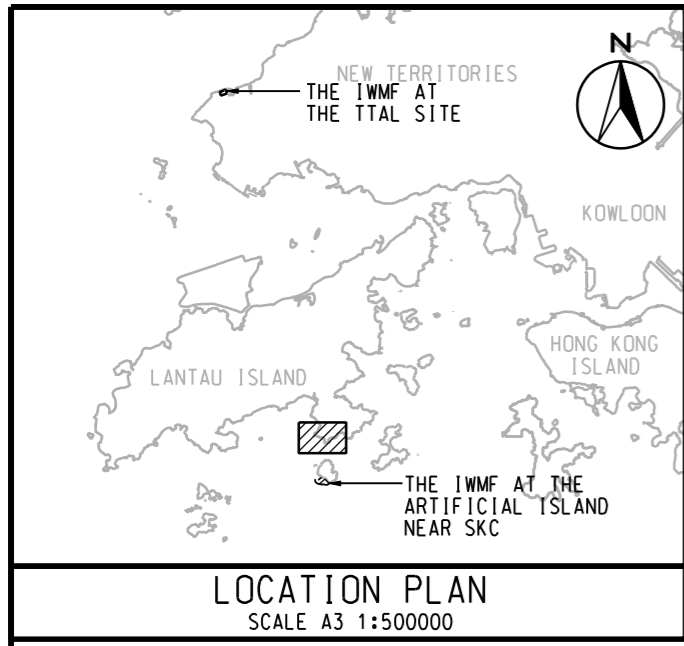 N
NEW TERRITORIES
THE IWMF AT
THE TTAL SITE
KOWLOON
HONG KONG
ISLAND
LANTAU ISLAND
THE IWMF AT THE
ARTIFICIAL ISLAND
NEAR SKC
LOCATION PLAN
SCALE A3 1:500000